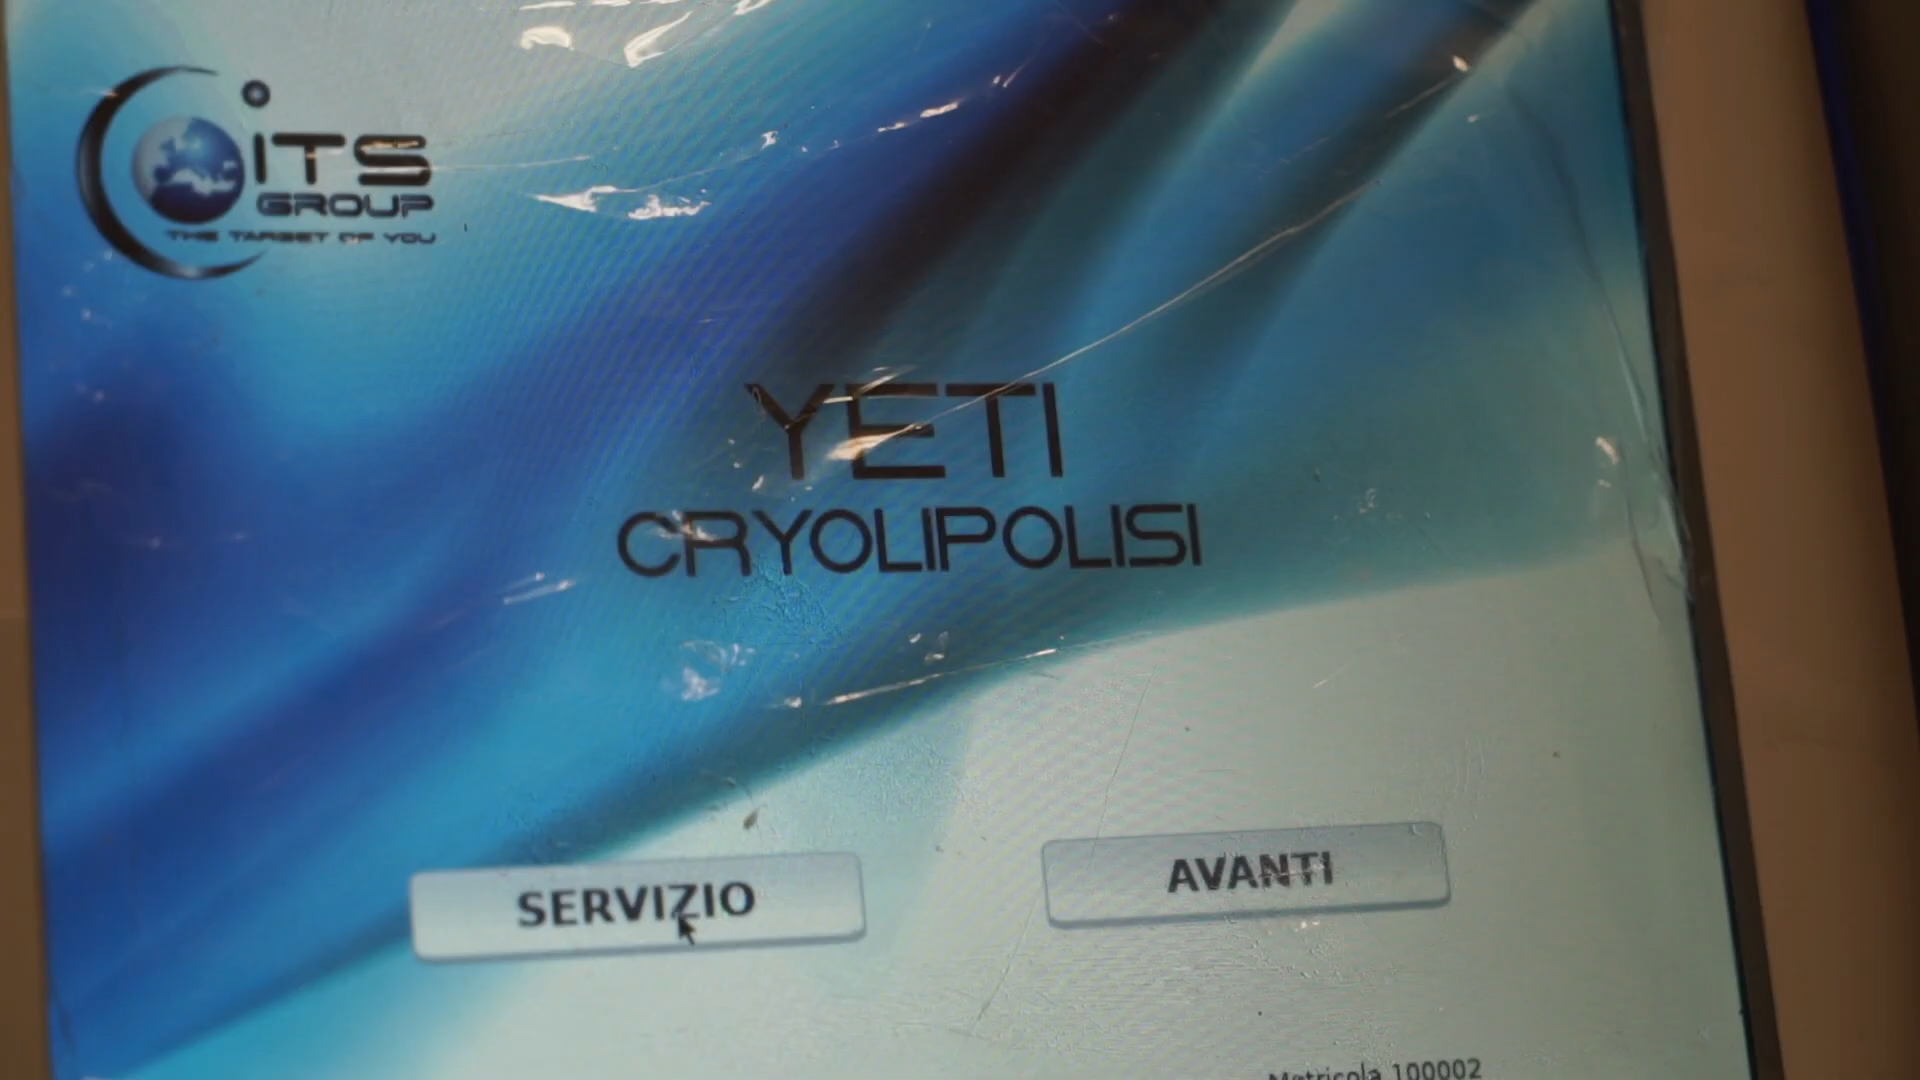 iTS
GROUP
THE TARGET OF YOU
YETI
CRYOLIPOLISI
SERVIZIO
AVANTI
Matricola 100002